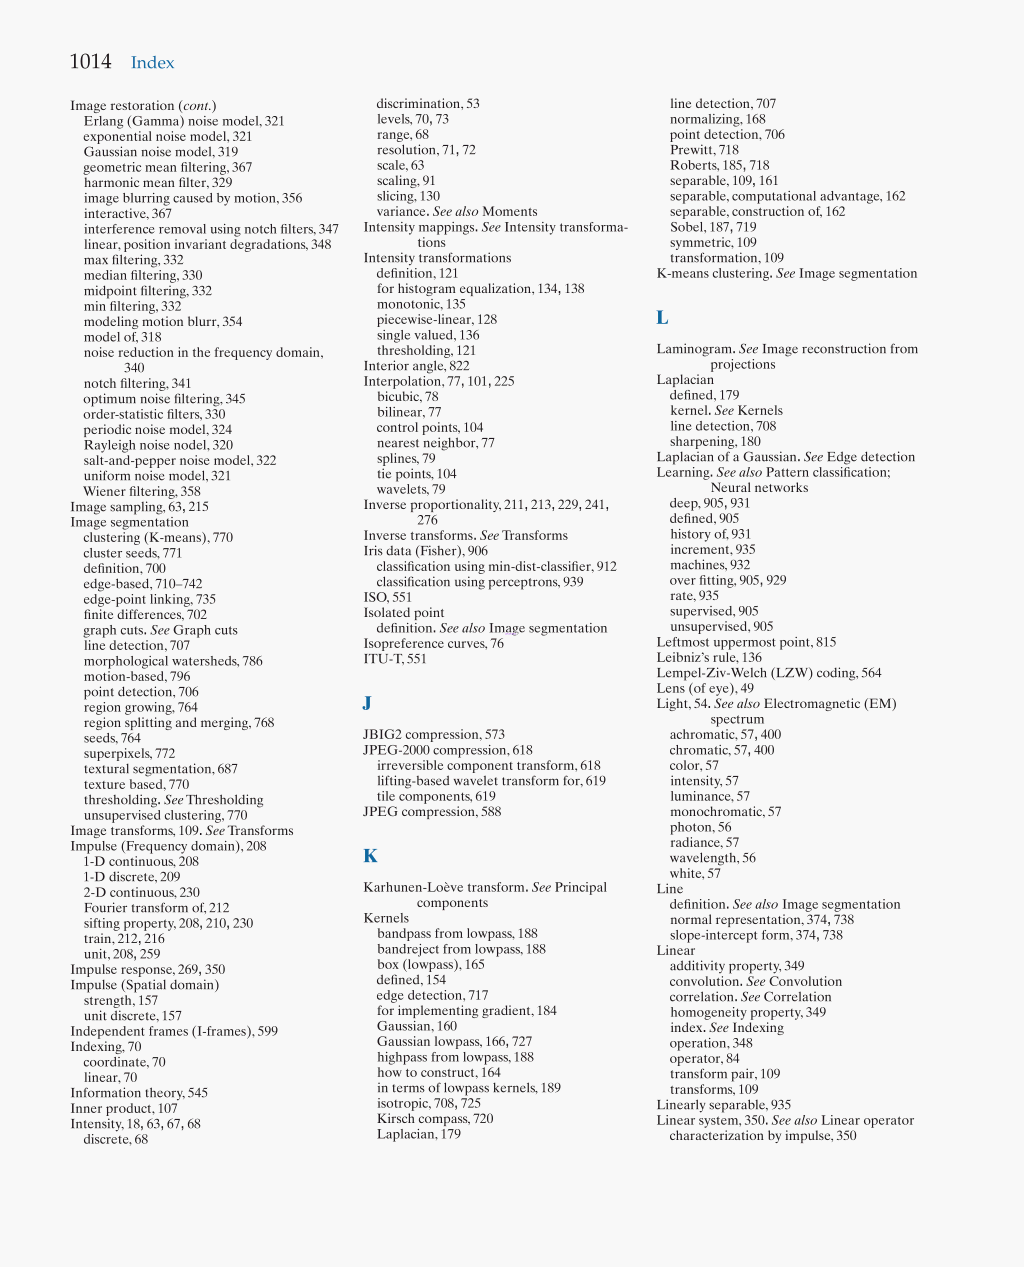 1014 Index
Image restoration (cont.)
Erlang (Gamma) noise model, 321
exponential noise model, 321
Gaussian noise model, 319
geometric mean filtering, 367
harmonic mean filter, 329
image blurring caused by motion, 356
interactive, 367
interference removal using notch filters, 347
linear, position invariant degradations, 348
max filtering, 332
median filtering, 330
midpoint filtering, 332
min filtering, 332
modeling motion blur, 354
model of, 318
noise reduction in the frequency domain,
340
notch filtering, 341
optimum noise filtering, 345
order-statistic filters, 330
periodic noise model, 324
Rayleigh noise nodel, 320
salt-and-pepper noise model, 322
uniform noise model, 321
Wiener filtering, 358
Image sampling, 63, 215
Image segmentation
clustering (K-means), 770
cluster seeds, 771
definition, 700
edge-based, 710–742
edge-point linking, 735
finite differences, 702
graph cuts. See Graph cuts
line detection, 707
morphological watersheds, 786
motion-based, 796
point detection, 706
region growing, 764
region splitting and merging, 768
seeds, 764
superpixels, 772
textural segmentation, 687
texture based, 770
thresholding. See Thresholding
unsupervised clustering, 770
Image transforms, 109. See Transforms
Impulse (Frequency domain), 208
1-D continuous, 208
1-D discrete, 209
2-D continuous, 230
Fourier transform of, 212
sifting property, 208, 210, 230
train, 212, 216
unit, 208, 259
Impulse response, 269, 350
Impulse (Spatial domain)
strength, 157
unit discrete, 157
Independent frames (I-frames), 599
Indexing, 70
coordinate, 70
linear, 70
Information theory, 545
Inner product, 107
Intensity, 18, 63, 67, 68
discrete, 68
discrimination, 53
levels, 70, 73
range, 68
resolution, 71, 72
scale, 63
scaling, 91
slicing, 130
variance. See also Moments
Intensity mappings. See Intensity transforma-
tions
Intensity transformations
definition, 121
for histogram equalization, 134, 138
monotonic, 135
piecewise-linear, 128
single valued, 136
thresholding, 121
Interior angle, 822
Interpolation, 77, 101, 225
bicubic, 78
bilinear, 77
control points, 104
nearest neighbor, 77
splines, 79
tie points, 104
wavelets, 79
Inverse proportionality, 211, 213, 229, 241,
276
Inverse transforms. See Transforms
Iris data (Fisher), 906
classification using min-dist-classifier, 912
classification using perceptrons, 939
ISO, 551
Isolated point
definition. See also Image segmentation
Isopreference curves, 76
ITU-T, 551
J
JBIG2 compression, 573
JPEG-2000 compression, 618
irreversible component transform, 618
lifting-based wavelet transform for, 619
tile components, 619
JPEG compression, 588
K
Karhunen-Loève transform. See Principal
components
Kernels
bandpass from lowpass, 188
bandreject from lowpass, 188
box (lowpass), 165
defined, 154
edge detection, 717
for implementing gradient, 184
Gaussian, 160
Gaussian lowpass, 166, 727
highpass from lowpass, 188
how to construct, 164
in terms of lowpass kernels, 189
isotropic, 708, 725
Kirsch compass, 720
Laplacian, 179
line detection, 707
normalizing, 168
point detection, 706
Prewitt, 718
Roberts, 185, 718
separable, 109, 161
separable, computational advantage, 162
separable, construction of, 162
Sobel, 187, 719
symmetric, 109
transformation, 109
K-means clustering. See Image segmentation
L
Laminogram. See Image reconstruction from
projections
Laplacian
defined, 179
kernel. See Kernels
line detection, 708
sharpening, 180
Laplacian of a Gaussian. See Edge detection
Learning. See also Pattern classification;
Neural networks
deep, 905, 931
defined, 905
history of, 931
increment, 935
machines, 932
over fitting, 905, 929
rate, 935
supervised, 905
unsupervised, 905
Leftmost uppermost point, 815
Leibniz's rule, 136
Lempel-Ziv-Welch (LZW) coding, 564
Lens (of eye), 49
Light, 54. See also Electromagnetic (EM)
spectrum
achromatic, 57, 400
chromatic, 57, 400
color, 57
intensity, 57
luminance, 57
monochromatic, 57
photon, 56
radiance, 57
wavelength, 56
white, 57
Line
definition. See also Image segmentation
normal representation, 374, 738
slope-intercept form, 374, 738
Linear
additivity property, 349
convolution. See Convolution
correlation. See Correlation
homogeneity property, 349
index. See Indexing
operation, 348
operator, 84
transform pair, 109
transforms, 109
Linearly separable, 935
Linear system, 350. See also Linear operator
characterization by impulse, 350